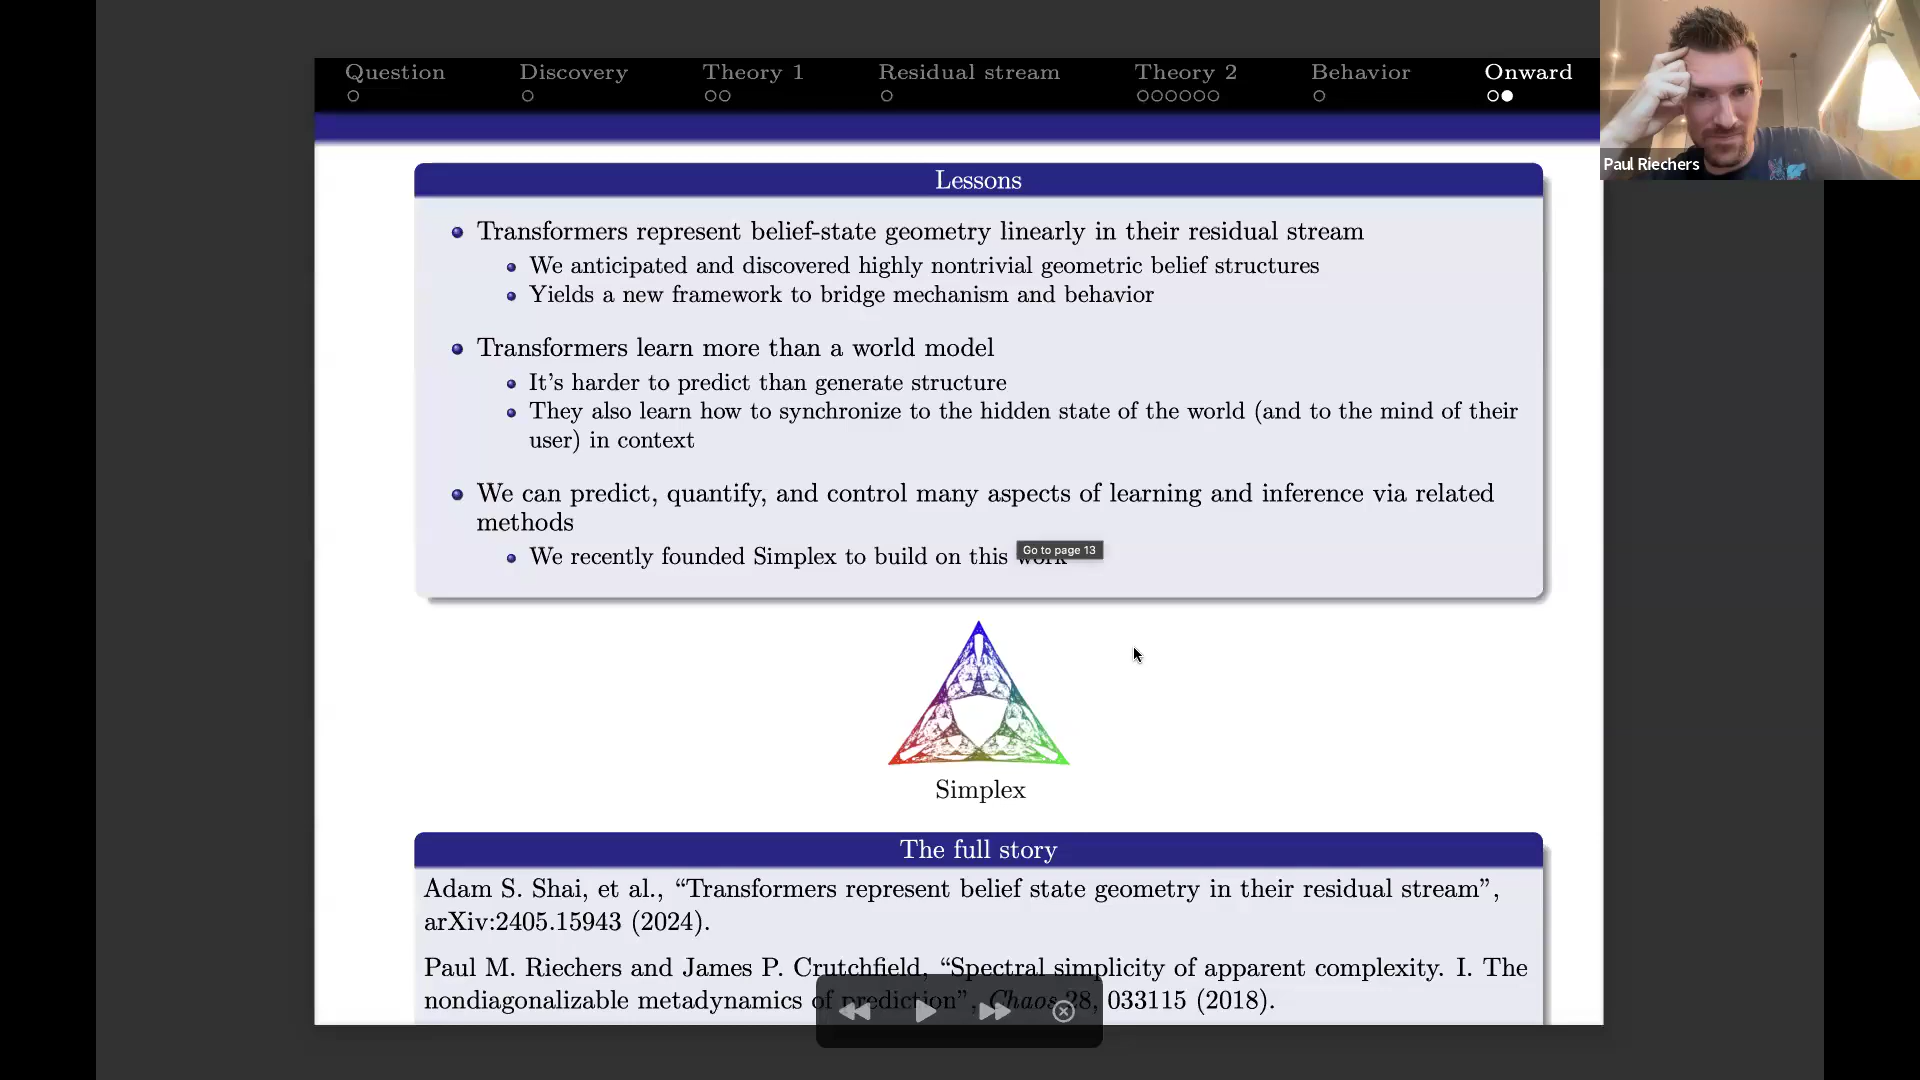 Question Discovery Theory 1 Residual stream Theory 2 Behavior Onward
Paul Riechers
Lessons
Transformers represent belief-state geometry linearly in their residual stream
We anticipated and discovered highly nontrivial geometric belief structures
Yields a new framework to bridge mechanism and behavior
Transformers learn more than a world model
It's harder to predict than generate structure
They also learn how to synchronize to the hidden state of the world (and to the mind of their
user) in context
We can predict, quantify, and control many aspects of learning and inference via related
methods
Go to page 13
We recently founded Simplex to build on this work
Simplex
The full story
Adam S. Shai, et al., “Transformers represent belief state geometry in their residual stream”,
arXiv:2405.15943 (2024).
Paul M. Riechers and James P. Crutchfield, “Spectral simplicity of apparent complexity. I. The
nondiagonalizable metadynamics of prediction”, Chaos 28, 033115 (2018).